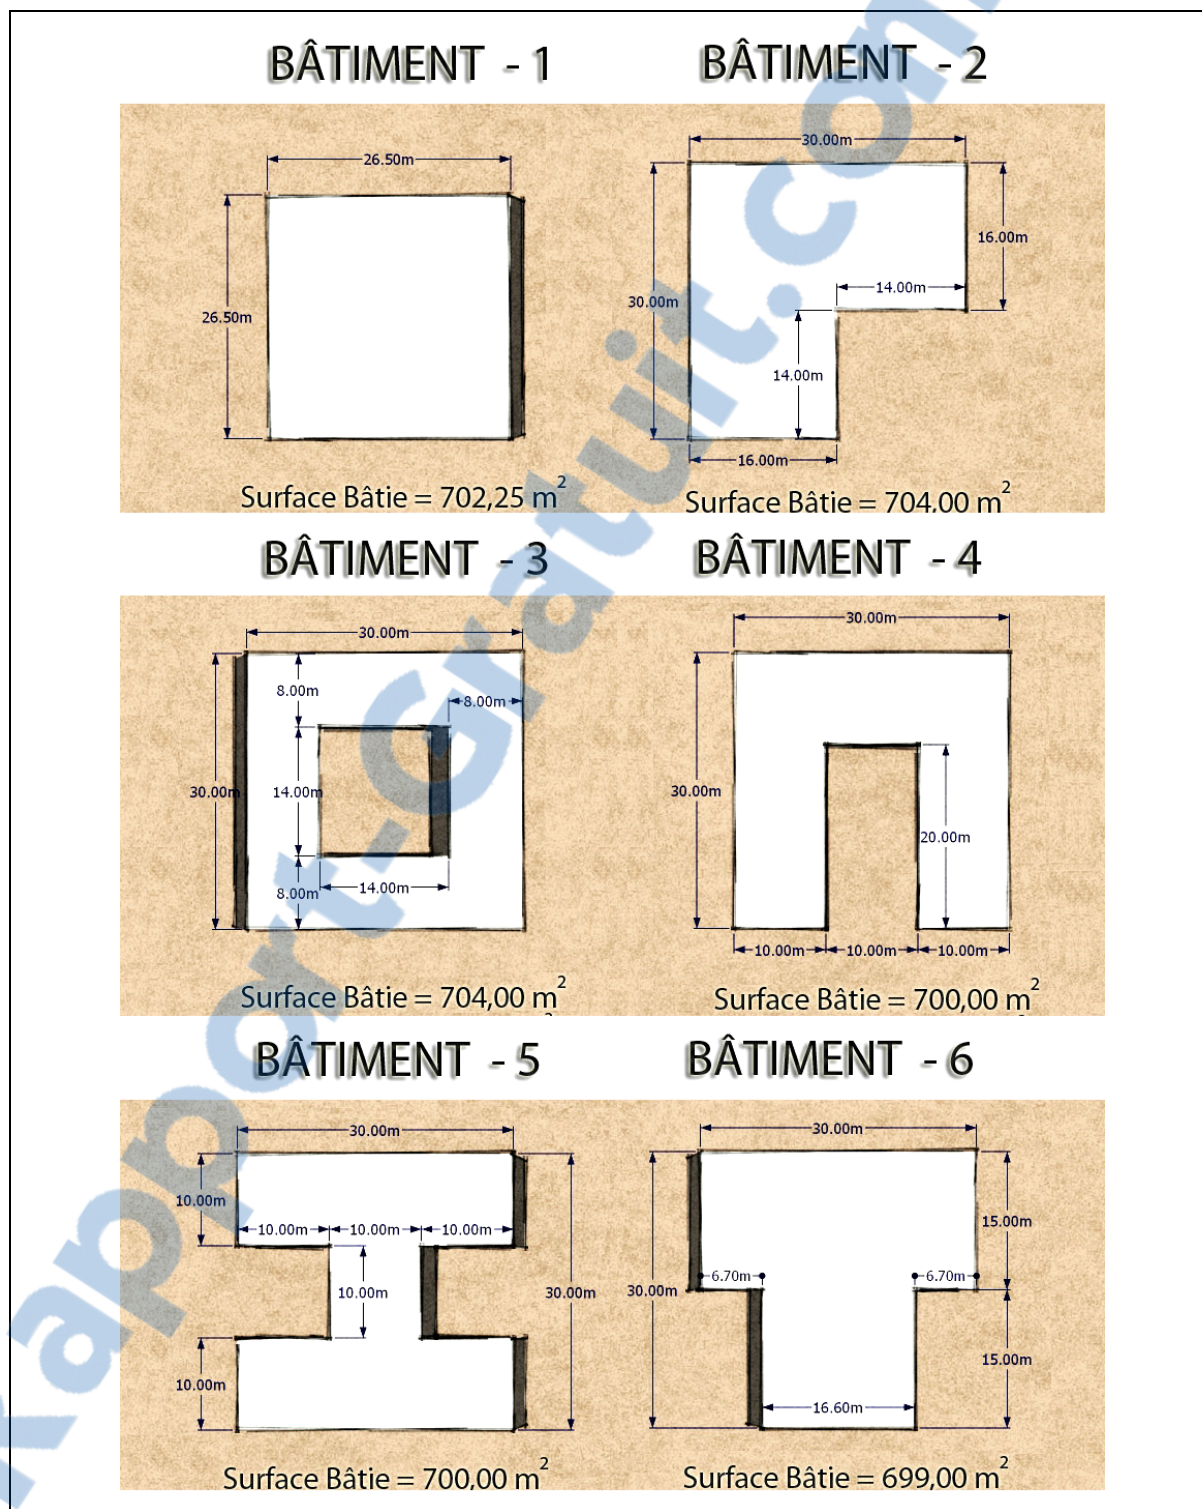 BÂTIMENT - 1
26.50m
26.50m
Surface Bâtie = 702,25 m²
BÂTIMENT - 2
30.00m
16.00m
14.00m
30.00m
14.00m
16.00m
Surface Bâtie = 704,00 m²
BÂTIMENT - 3
30.00m
8.00m
8.00m
30.00m
14.00m
14.00m
8.00m
Surface Bâtie = 704,00 m²
BÂTIMENT - 4
30.00m
30.00m
20.00m
10.00m 10.00m 10.00m
Surface Bâtie = 700,00 m²
BÂTIMENT - 5
30.00m
10.00m
10.00m 10.00m 10.00m
10.00m
30.00m
10.00m
Surface Bâtie = 700,00 m²
BÂTIMENT - 6
30.00m
15.00m
6.70m 6.70m
30.00m
15.00m
16.60m
Surface Bâtie = 699,00 m²
Rapport-Gratuit.com